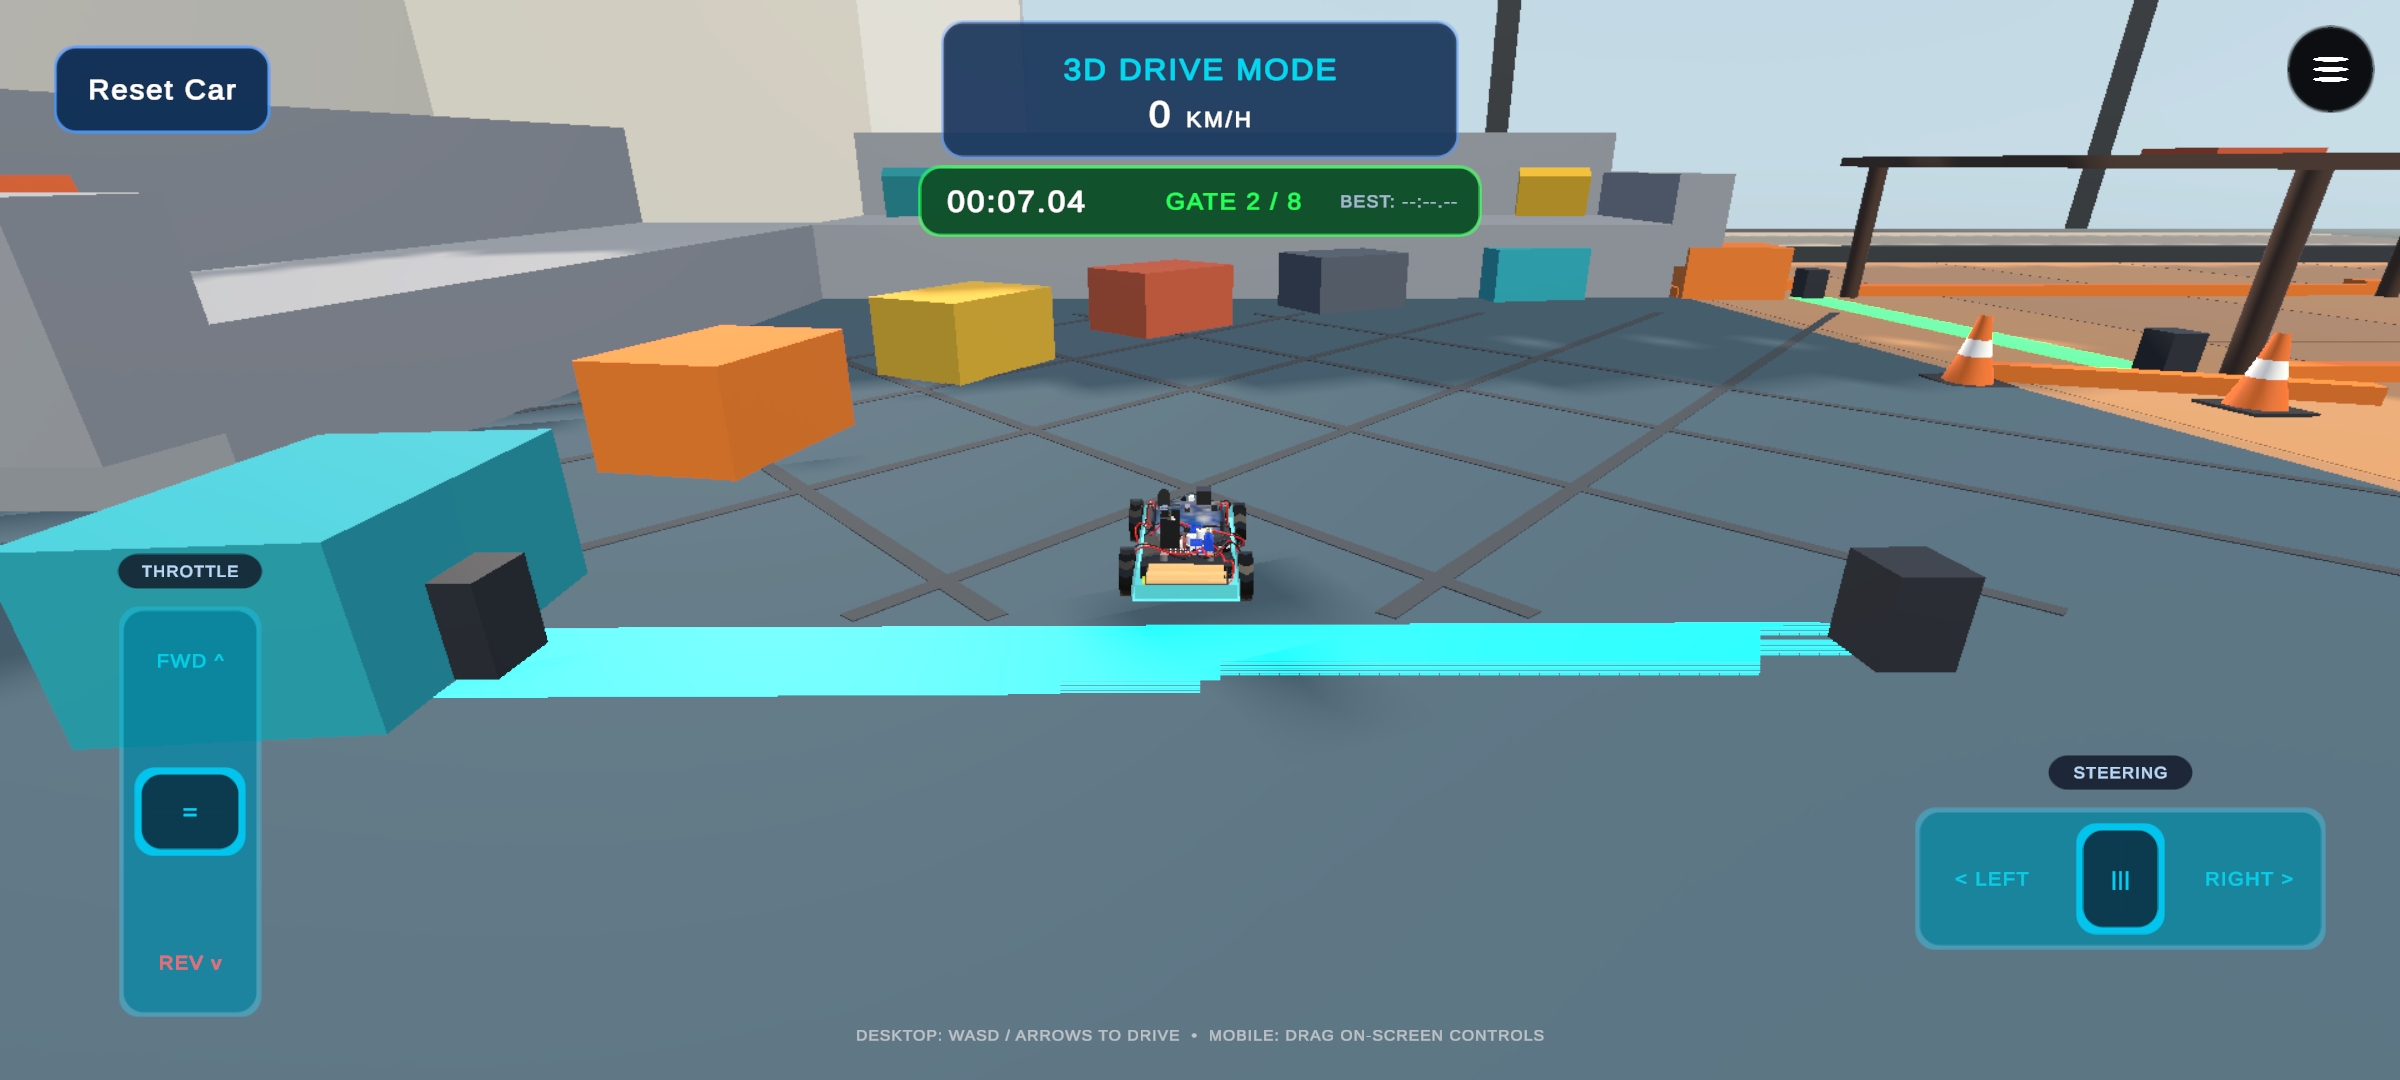 Reset Car
3D DRIVE MODE
0 KM/H
00:07.04 GATE 2 / 8 BEST: --:--.--
THROTTLE
FWD ^
=
REV v
STEERING
< LEFT ||| RIGHT >
DESKTOP: WASD / ARROWS TO DRIVE • MOBILE: DRAG ON-SCREEN CONTROLS